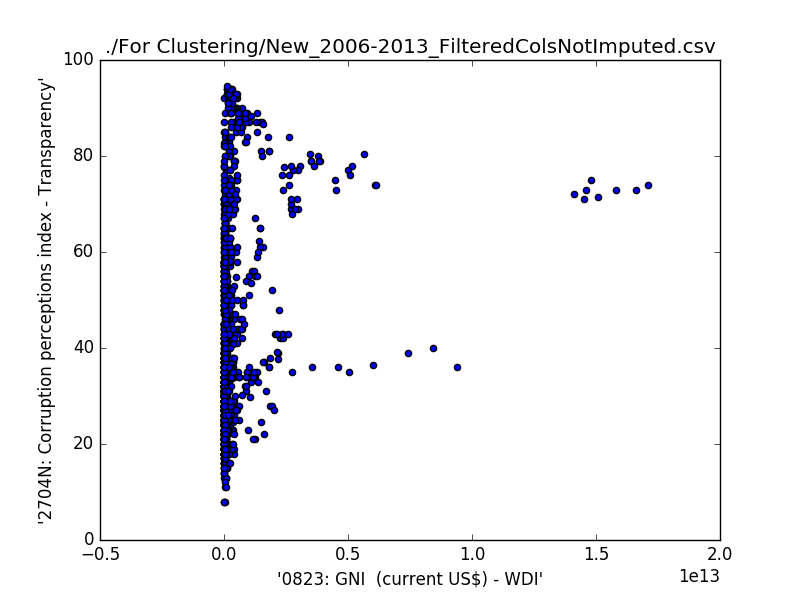 ./For Clustering/New_2006-2013_FilteredColsNotImputed.csv
'2704N: Corruption perceptions index - Transparency'
100
80
60
40
20
0
−0.5 0.0 0.5 1.0 1.5 2.0
1e13
'0823: GNI  (current US$) - WDI'